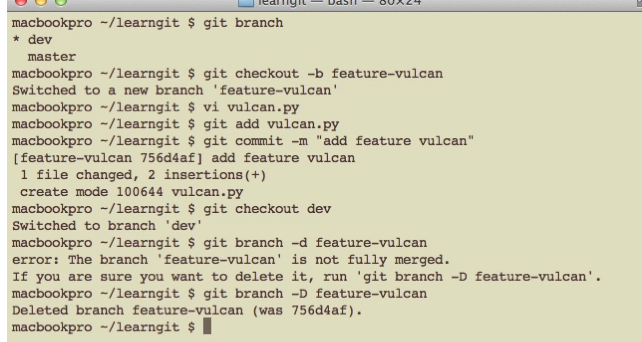 learngit — bash — 80×24
macbookpro ~/learngit $ git branch
* dev
  master
macbookpro ~/learngit $ git checkout -b feature-vulcan
Switched to a new branch 'feature-vulcan'
macbookpro ~/learngit $ vi vulcan.py
macbookpro ~/learngit $ git add vulcan.py
macbookpro ~/learngit $ git commit -m "add feature vulcan"
[feature-vulcan 756d4af] add feature vulcan
 1 file changed, 2 insertions(+)
 create mode 100644 vulcan.py
macbookpro ~/learngit $ git checkout dev
Switched to branch 'dev'
macbookpro ~/learngit $ git branch -d feature-vulcan
error: The branch 'feature-vulcan' is not fully merged.
If you are sure you want to delete it, run 'git branch -D feature-vulcan'.
macbookpro ~/learngit $ git branch -D feature-vulcan
Deleted branch feature-vulcan (was 756d4af).
macbookpro ~/learngit $